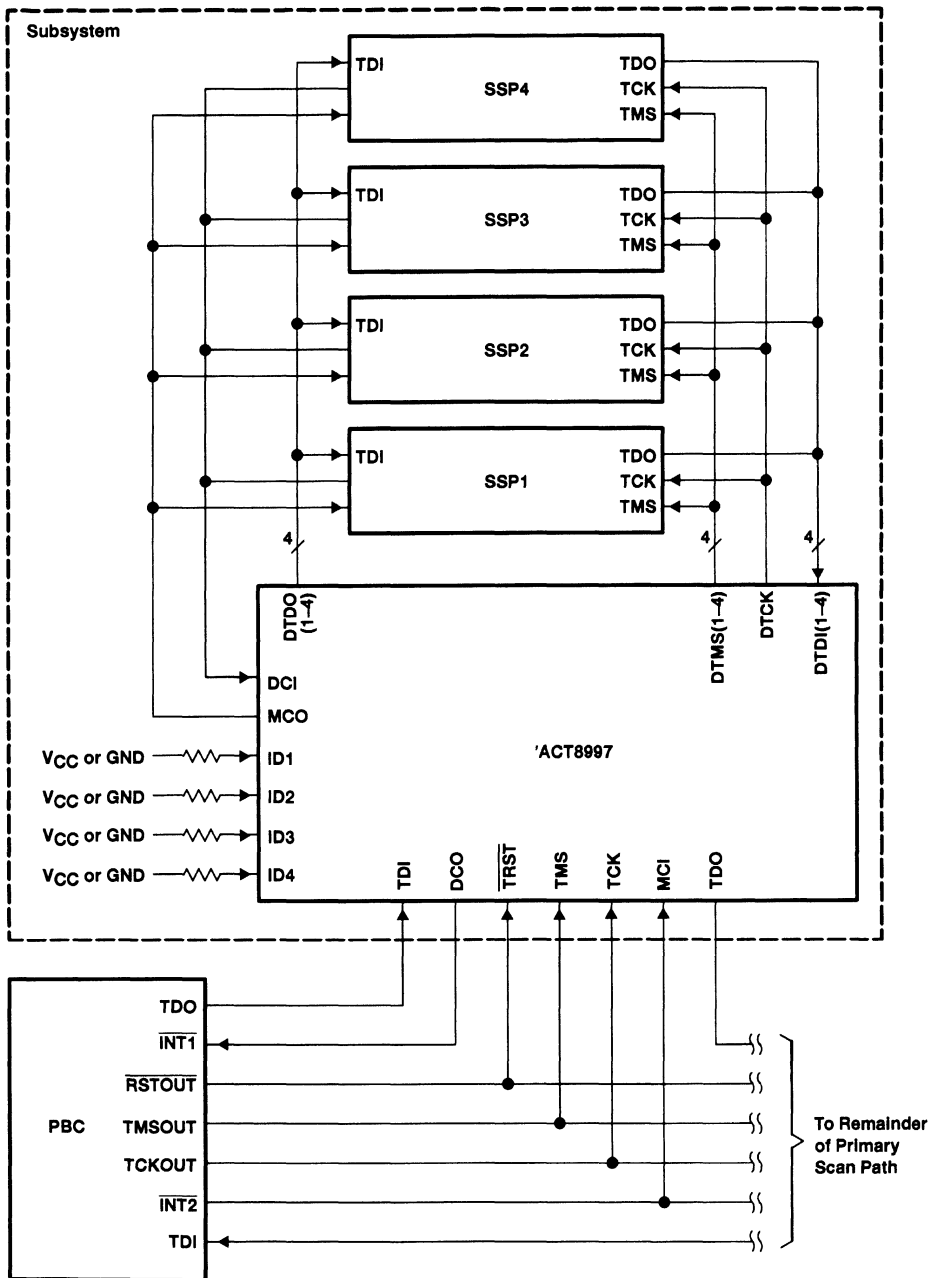 Subsystem
TDI
SSP4
TDO
TCK
TMS
TDI
SSP3
TDO
TCK
TMS
TDI
SSP2
TDO
TCK
TMS
TDI
SSP1
TDO
TCK
TMS
4
4
4
DTDO
(1–4)
DTMS(1–4)
DTCK
DTDI(1–4)
DCI
MCO
VCC or GND
ID1
VCC or GND
ID2
VCC or GND
ID3
VCC or GND
ID4
'ACT8997
TDI
DCO
TRST
TMS
TCK
MCI
TDO
PBC
TDO
INT1
RSTOUT
TMSOUT
TCKOUT
INT2
TDI
To Remainder
of Primary
Scan Path